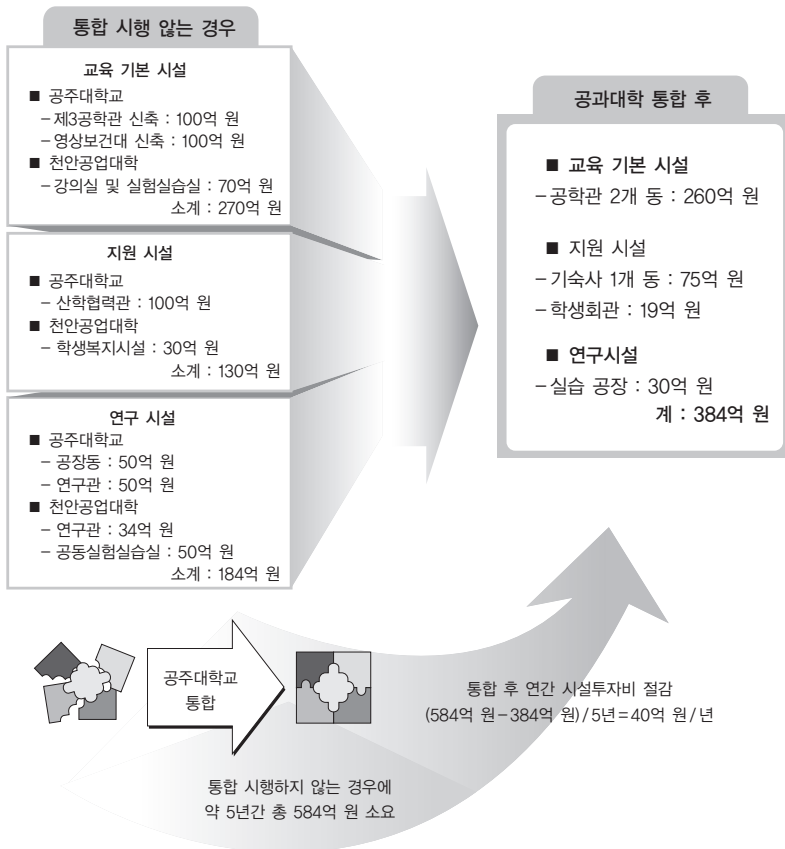 통합 시행 않는 경우
교육 기본 시설
■ 공주대학교
– 제3공학관 신축 : 100억 원
– 영상보건대 신축 : 100억 원
■ 천안공업대학
– 강의실 및 실험실습실 : 70억 원
소계 : 270억 원
지원 시설
■ 공주대학교
– 산학협력관 : 100억 원
■ 천안공업대학
– 학생복지시설 : 30억 원
소계 : 130억 원
연구 시설
■ 공주대학교
– 공장동 : 50억 원
– 연구관 : 50억 원
■ 천안공업대학
– 연구관 : 34억 원
– 공동실험실습실 : 50억 원
소계 : 184억 원
공과대학 통합 후
■ 교육 기본 시설
– 공학관 2개 동 : 260억 원
■ 지원 시설
– 기숙사 1개 동 : 75억 원
– 학생회관 : 19억 원
■ 연구시설
– 실습 공장 : 30억 원
계 : 384억 원
공주대학교
통합
통합 후 연간 시설투자비 절감
(584억 원–384억 원)/5년=40억 원/년
통합 시행하지 않는 경우에
약 5년간 총 584억 원 소요